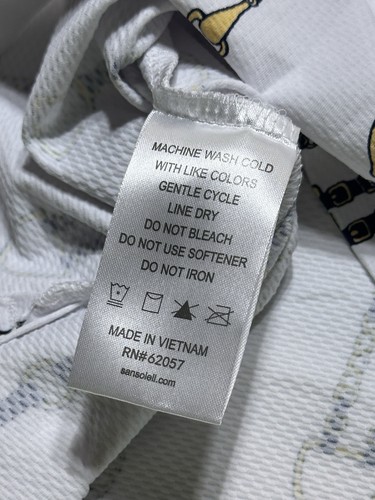 MACHINE WASH COLD
WITH LIKE COLORS
GENTLE CYCLE
LINE DRY
DO NOT BLEACH
DO NOT USE SOFTENER
DO NOT IRON
MADE IN VIETNAM
RN#62057
sansoleil.com